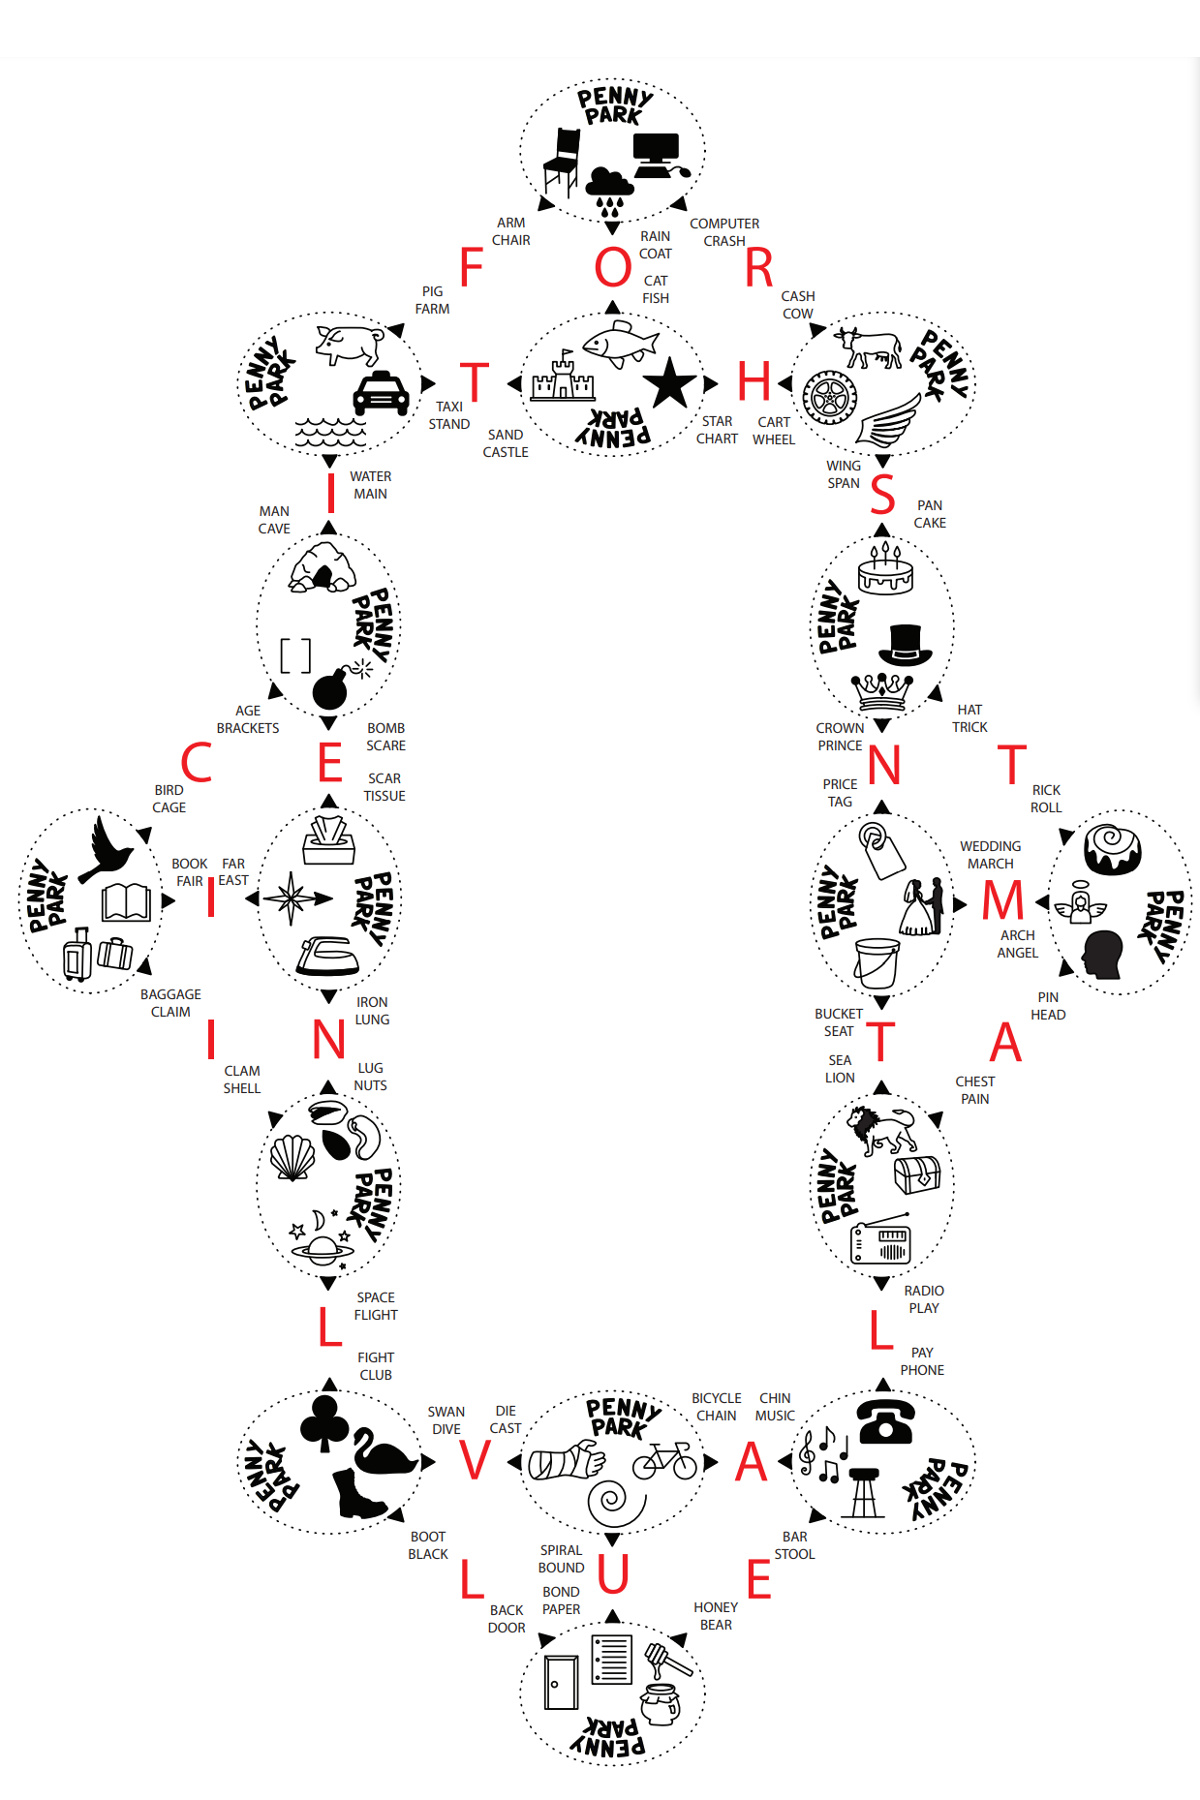 PENNY
PARK
ARM
CHAIR
RAIN
COAT
COMPUTER
CRASH
F
O
R
CAT
FISH
PIG
FARM
CASH
COW
PENNY
PARK
PENNY
PARK
T
H
TAXI
STAND
SAND
CASTLE
PENNY
PARK
STAR
CHART
CART
WHEEL
WATER
MAIN
I
WING
SPAN
S
MAN
CAVE
PAN
CAKE
PENNY
PARK
PENNY
PARK
AGE
BRACKETS
BOMB
SCARE
CROWN
PRINCE
HAT
TRICK
C
E
N
T
BIRD
CAGE
SCAR
TISSUE
PRICE
TAG
RICK
ROLL
BOOK
FAIR
FAR
EAST
WEDDING
MARCH
PENNY
PARK
I
PENNY
PARK
PENNY
PARK
M
PENNY
PARK
ARCH
ANGEL
BAGGAGE
CLAIM
IRON
LUNG
BUCKET
SEAT
PIN
HEAD
I
N
T
A
CLAM
SHELL
LUG
NUTS
SEA
LION
CHEST
PAIN
PENNY
PARK
PENNY
PARK
SPACE
FLIGHT
RADIO
PLAY
L
L
FIGHT
CLUB
PAY
PHONE
SWAN
DIVE
DIE
CAST
PENNY
PARK
BICYCLE
CHAIN
CHIN
MUSIC
PENNY
PARK
V
A
PENNY
PARK
BOOT
BLACK
SPIRAL
BOUND
BAR
STOOL
L
U
E
BACK
DOOR
BOND
PAPER
HONEY
BEAR
PENNY
PARK